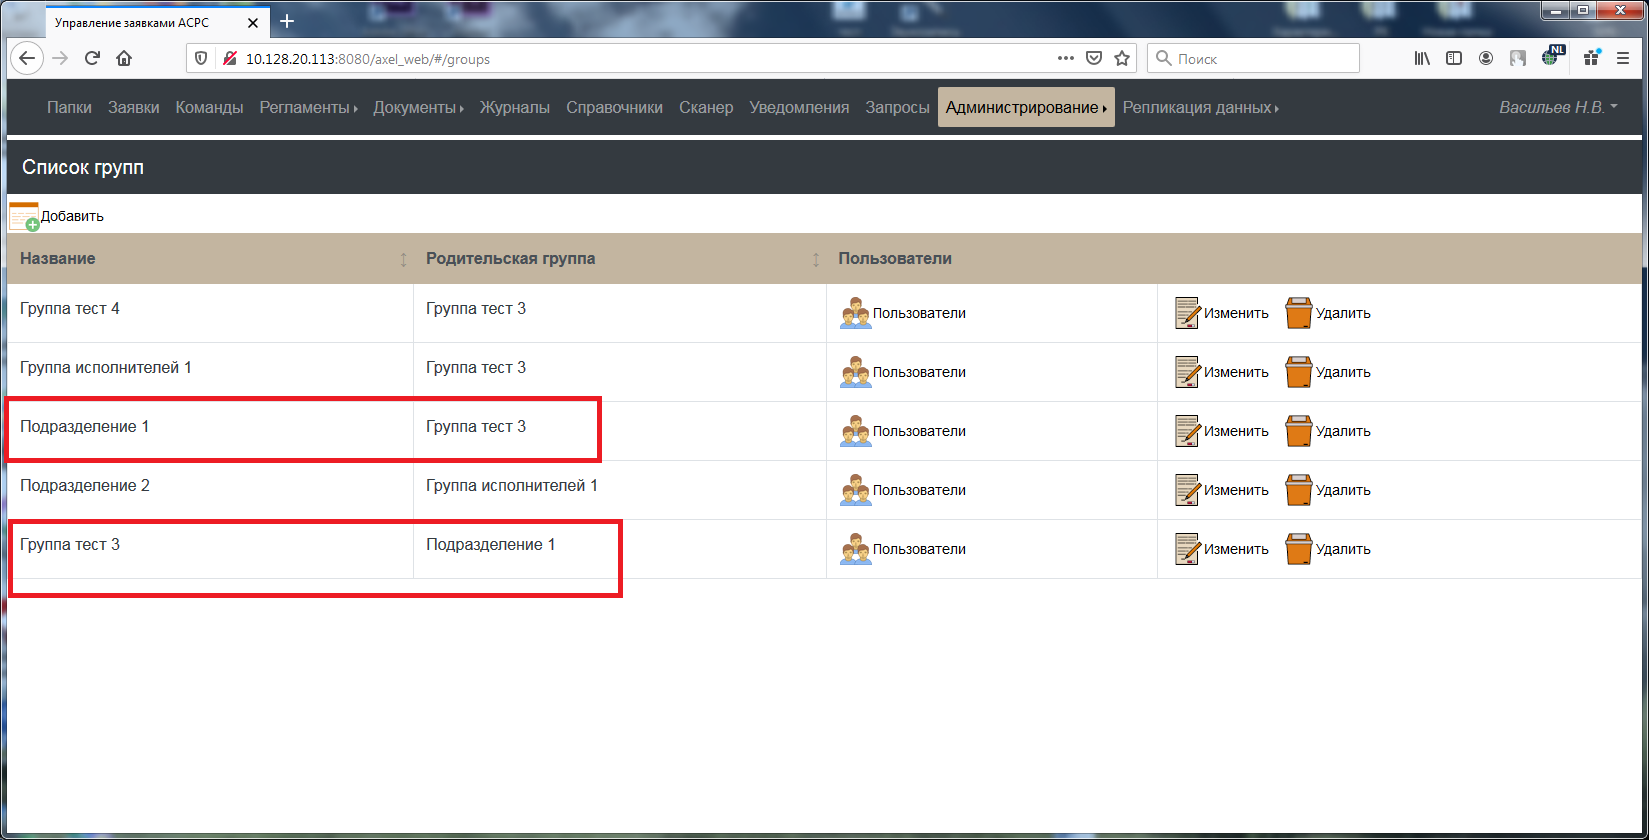 Управление заявками АСРС
10.128.20.113:8080/axel_web/#/groups
Поиск
NL
Папки Заявки Команды Регламенты Документы Журналы Справочники Сканер Уведомления Запросы Администрирование Репликация данных Васильев Н.В.
Список групп
Добавить
Название Родительская группа Пользователи
Группа тест 4 Группа тест 3 Пользователи Изменить Удалить
Группа исполнителей 1 Группа тест 3 Пользователи Изменить Удалить
Подразделение 1 Группа тест 3 Пользователи Изменить Удалить
Подразделение 2 Группа исполнителей 1 Пользователи Изменить Удалить
Группа тест 3 Подразделение 1 Пользователи Изменить Удалить